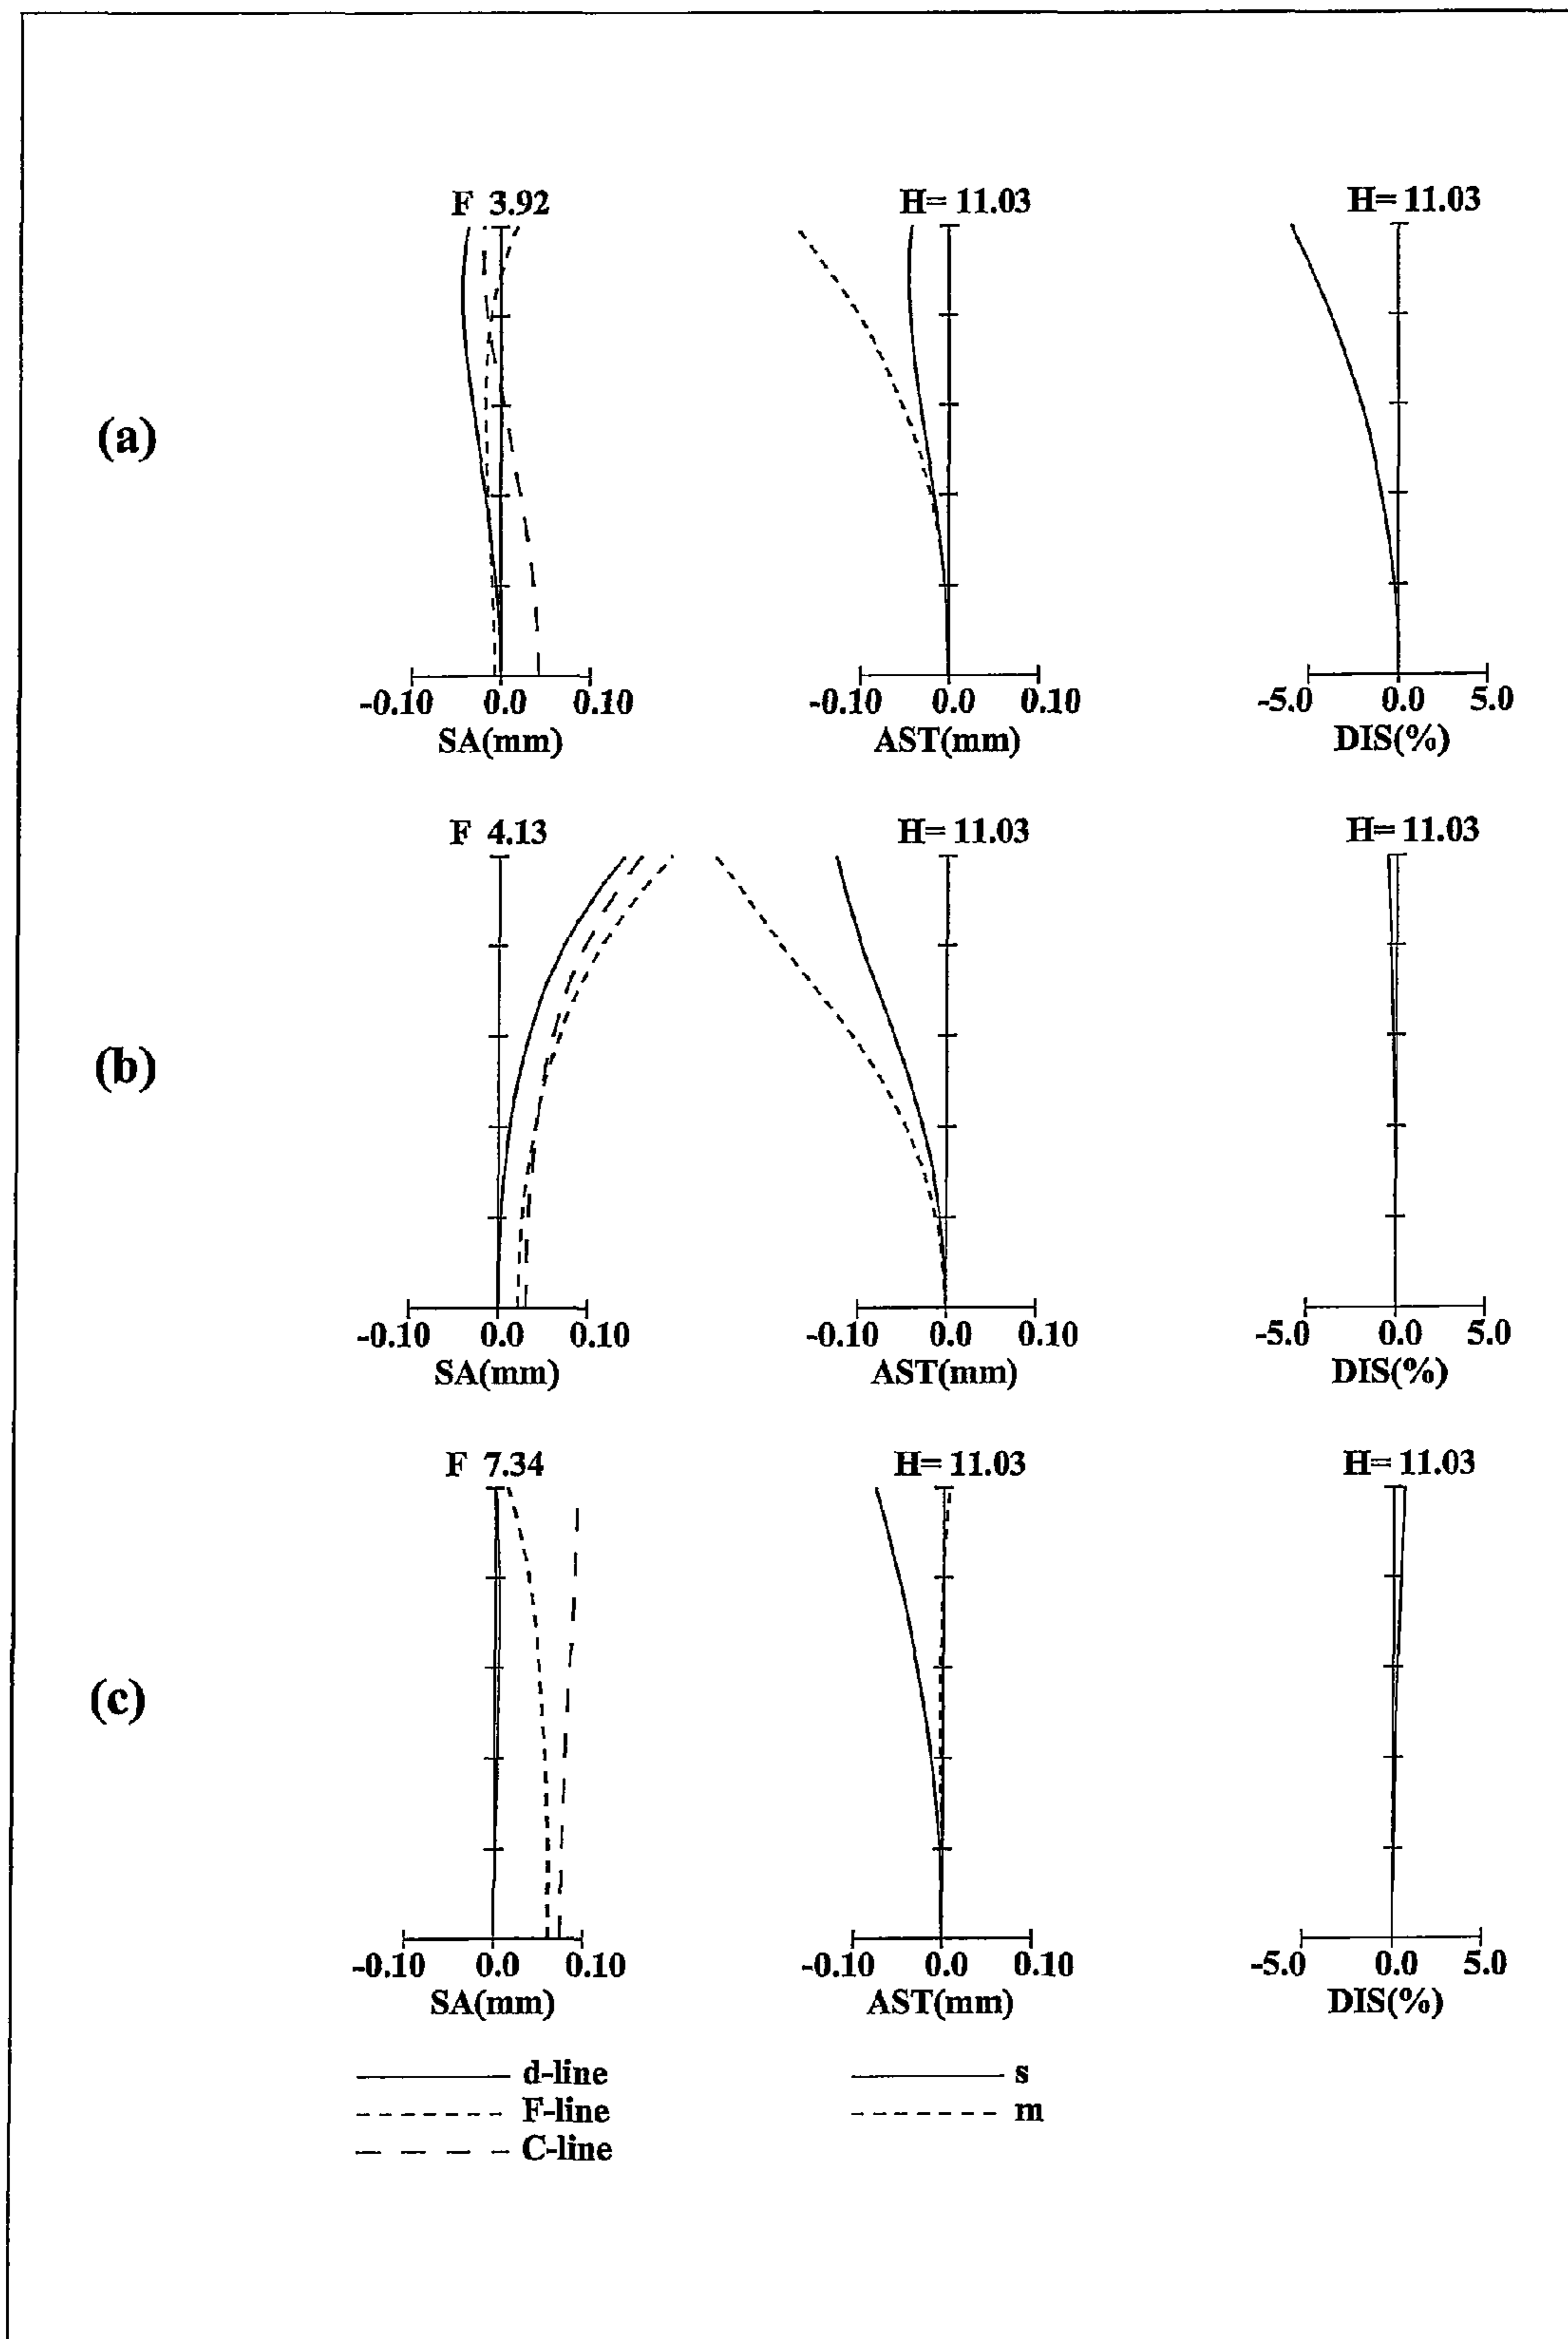 F 3.92 H= 11.03 H= 11.03
(a)
-0.10 0.0 0.10 -0.10 0.0 0.10 -5.0 0.0 5.0
SA(mm) AST(mm) DIS(%)
F 4.13 H= 11.03 H= 11.03
(b)
-0.10 0.0 0.10 -0.10 0.0 0.10 -5.0 0.0 5.0
SA(mm) AST(mm) DIS(%)
F 7.34 H= 11.03 H= 11.03
(c)
-0.10 0.0 0.10 -0.10 0.0 0.10 -5.0 0.0 5.0
SA(mm) AST(mm) DIS(%)
d-line s
F-line m
C-line